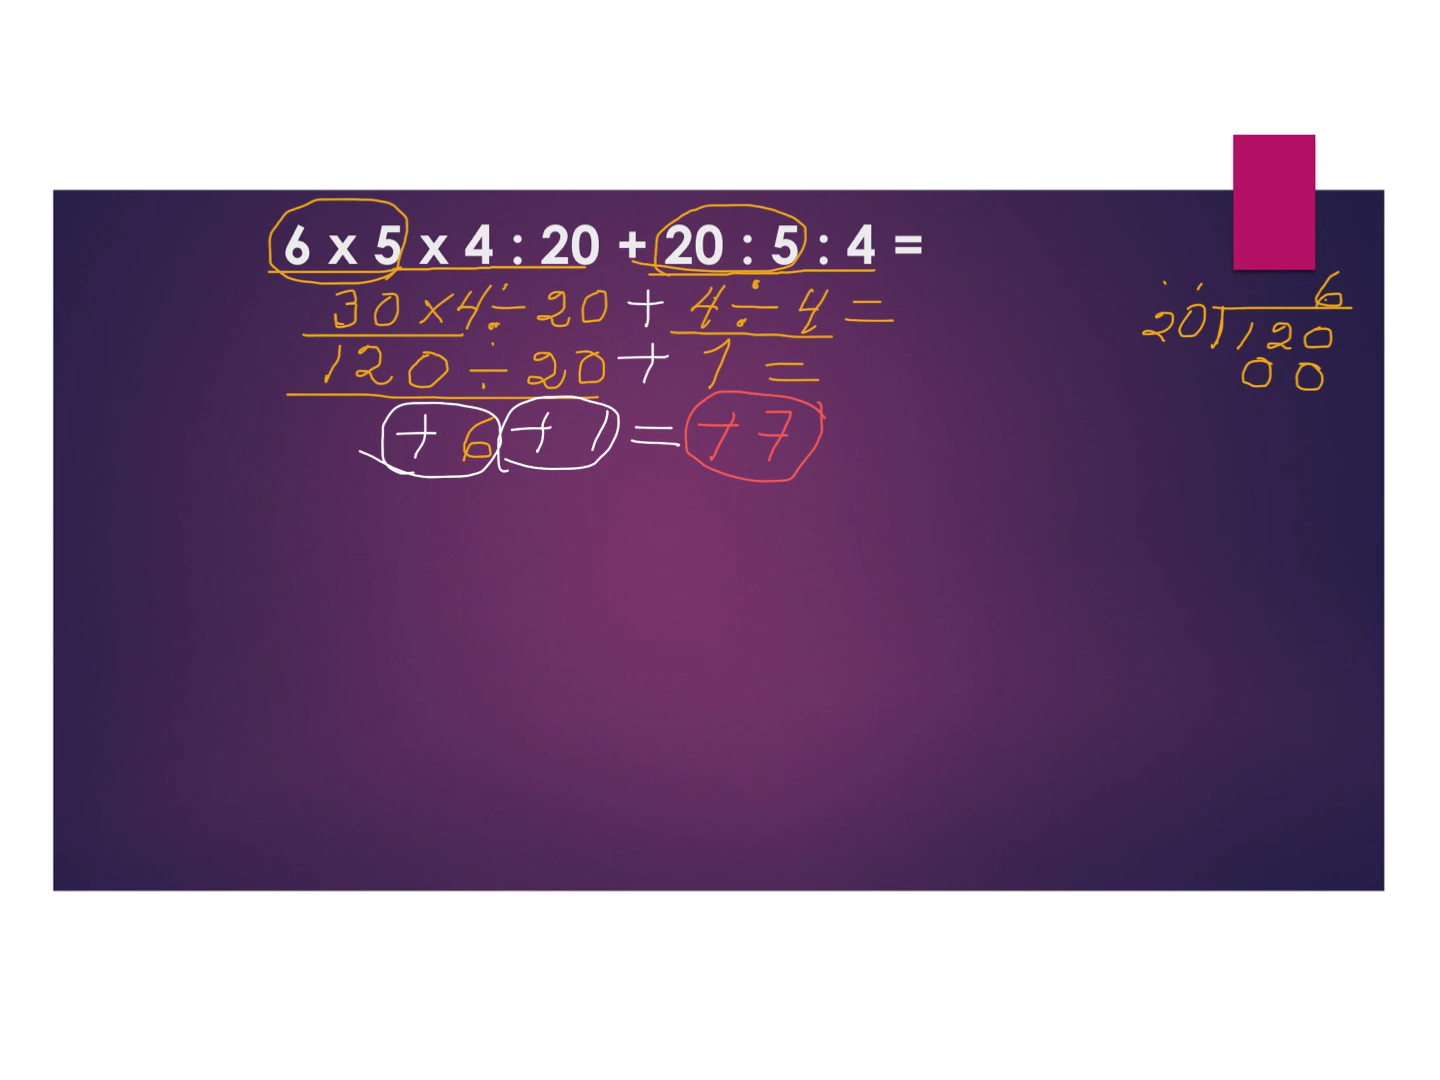 6 x 5 x 4 : 20 + 20 : 5 : 4 =
30 × 4 ÷ 20 + 4 ÷ 4 =
120 ÷ 20 + 1 =
+ 6 + 1 = + 7
6
20) 120
00